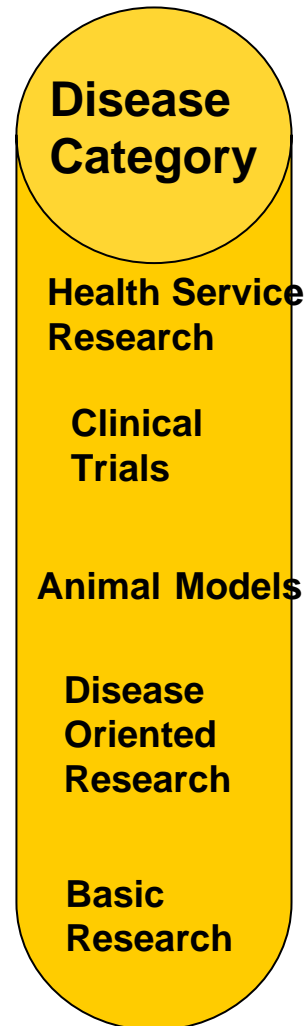 Disease
Category
Health Service
Research
Clinical
Trials
Animal Models
Disease
Oriented
Research
Basic
Research